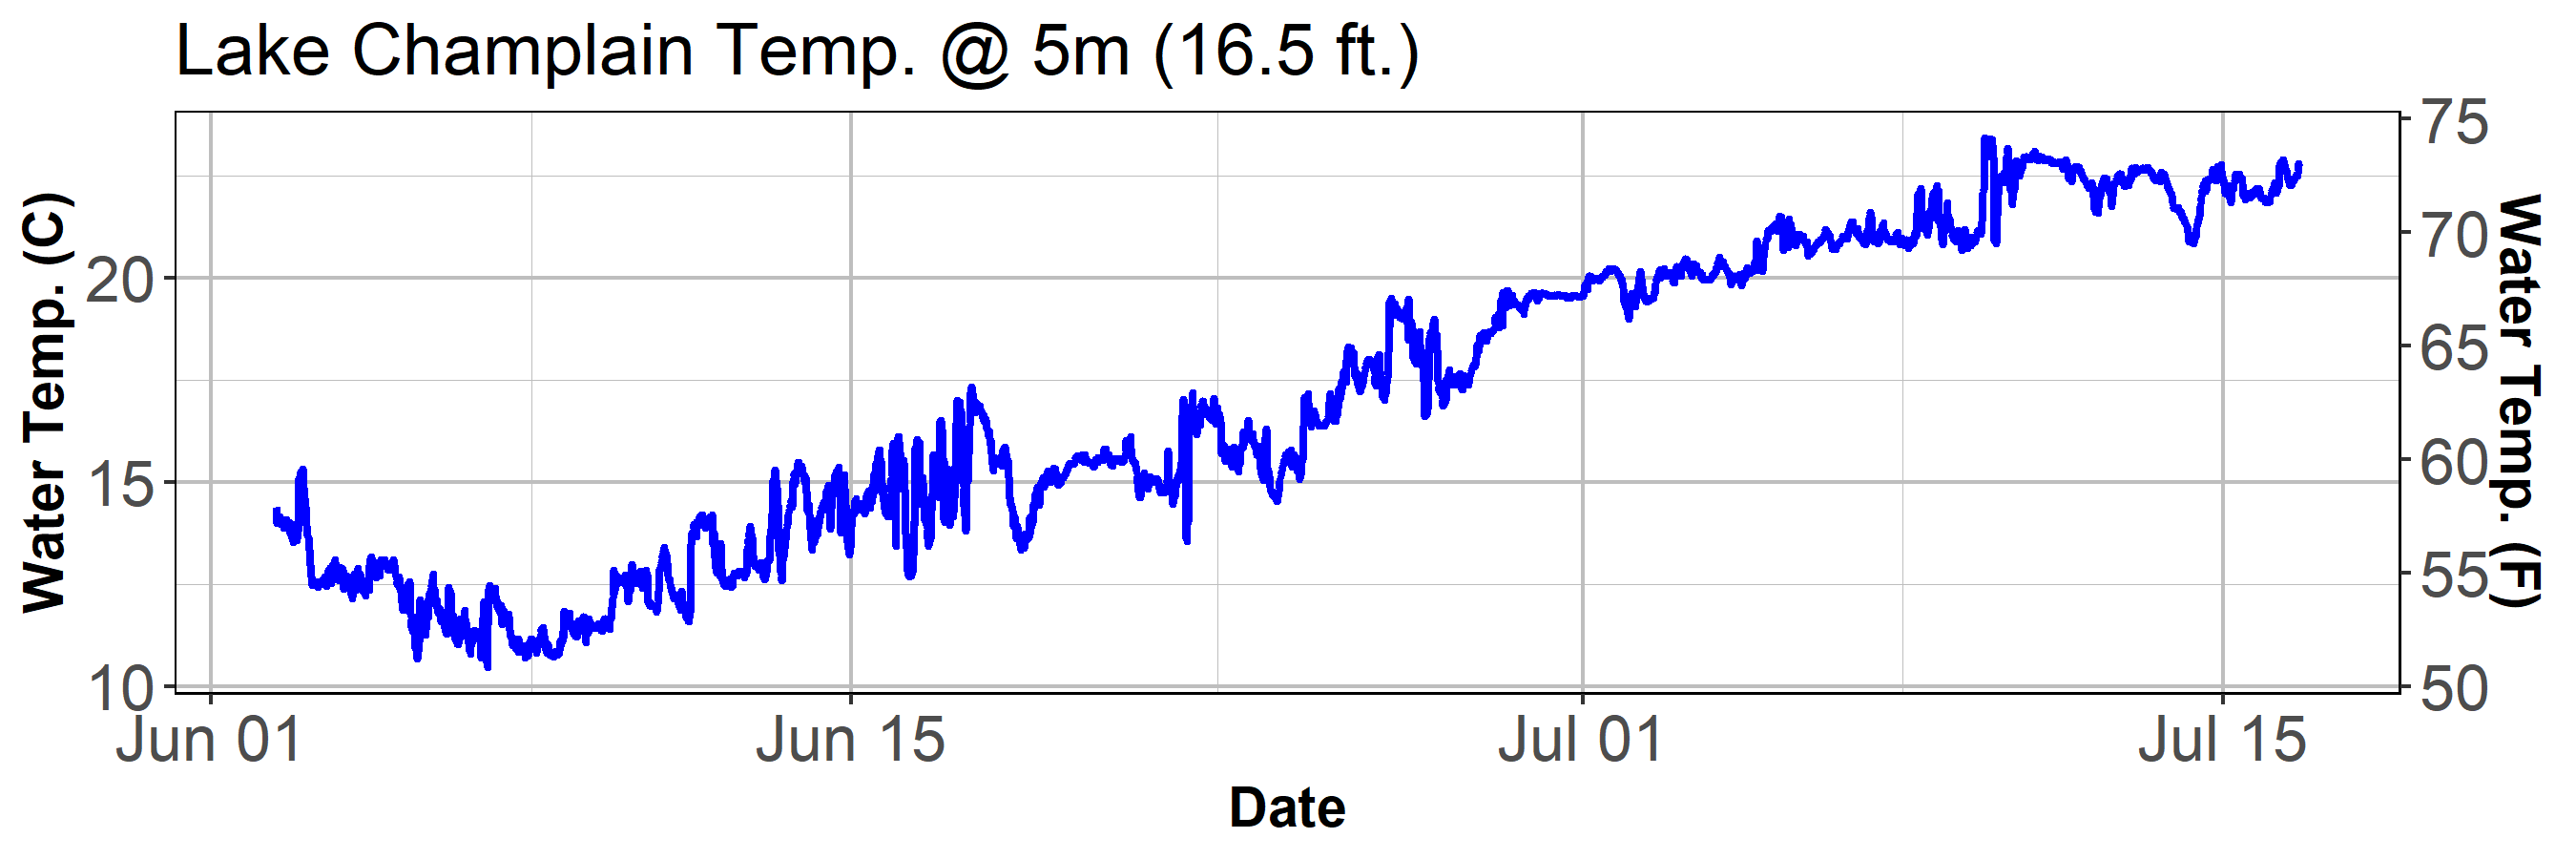 Lake Champlain Temp. @ 5m (16.5 ft.)
Water Temp. (C)
20
15
10
75
70
65
60
55
50
Water Temp. (F)
Jun 01 Jun 15 Jul 01 Jul 15
Date